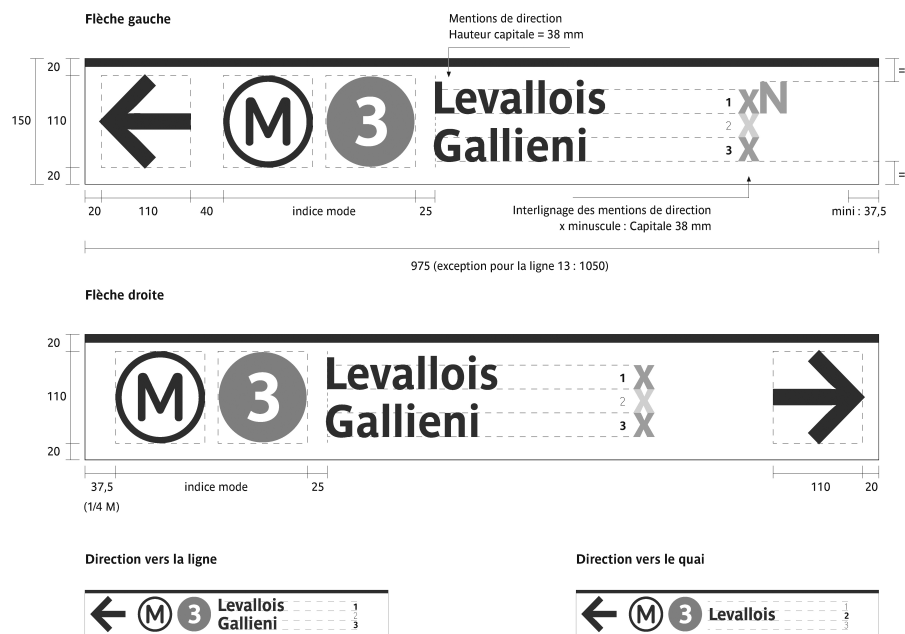 Flèche gauche
Mentions de direction
Hauteur capitale = 38 mm
20
150
110
20
=
=
M
3
Levallois
Gallieni
1
2
3
xN
x
x
20
110
40
indice mode
25
Interlignage des mentions de direction
x minuscule : Capitale 38 mm
mini : 37,5
975 (exception pour la ligne 13 : 1050)
Flèche droite
20
110
20
M
3
Levallois
Gallieni
1
2
3
x
x
x
37,5
(1/4 M)
indice mode
25
110
20
Direction vers la ligne
Direction vers le quai
M
3
Levallois
Gallieni
1
2
3
M
3
Levallois
1
2
3